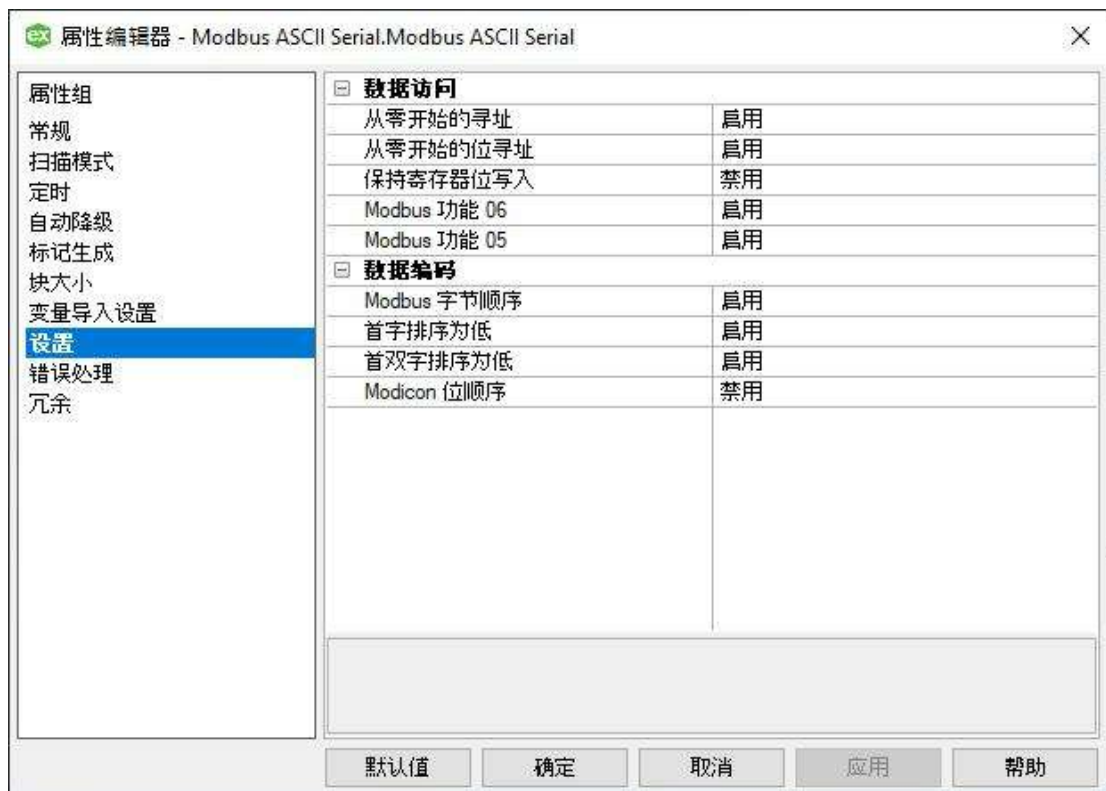 属性编辑器 - Modbus ASCII Serial.Modbus ASCII Serial
属性组
常规
扫描模式
定时
自动降级
标记生成
块大小
变量导入设置
设置
错误处理
冗余
数据访问
从零开始的寻址 启用
从零开始的位寻址 启用
保持寄存器位写入 禁用
Modbus 功能 06 启用
Modbus 功能 05 启用
数据编码
Modbus 字节顺序 启用
首字排序为低 启用
首双字排序为低 启用
Modicon 位顺序 禁用
默认值 确定 取消 应用 帮助